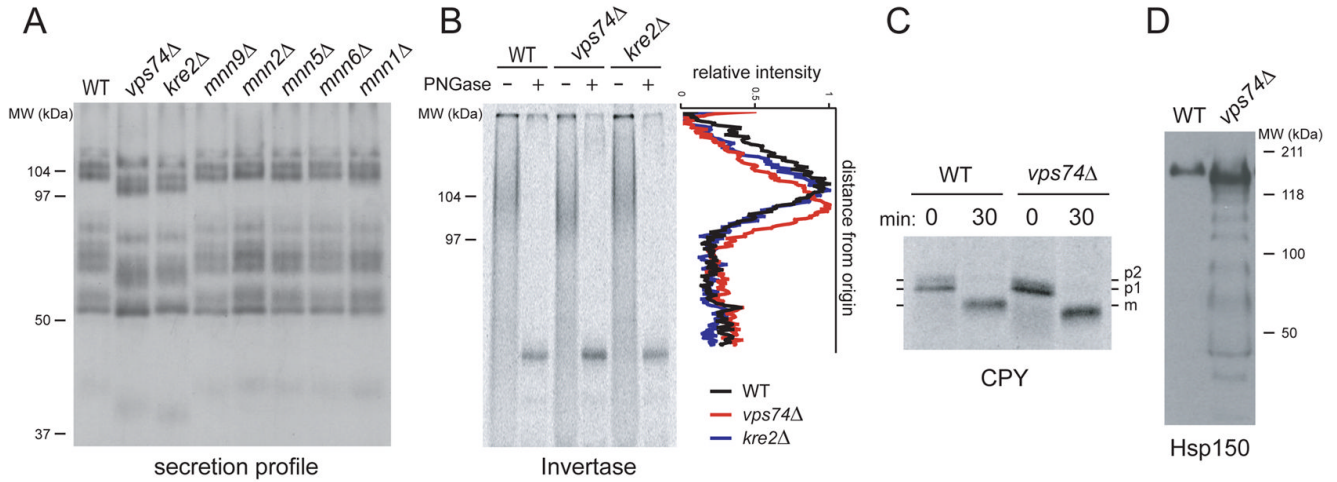 A
WT
vps74Δ
kre2Δ
mnn9Δ
mnn2Δ
mnn5Δ
mnn6Δ
mnn1Δ
MW (kDa)
104
97
50
37
secretion profile
B
WT
vps74Δ
kre2Δ
PNGase - + - + - +
MW (kDa)
104
97
Invertase
relative intensity
0 0.5 1
distance from origin
WT
vps74Δ
kre2Δ
C
WT vps74Δ
min: 0 30 0 30
p2
p1
m
CPY
D
WT
vps74Δ
MW (kDa)
211
118
100
50
Hsp150